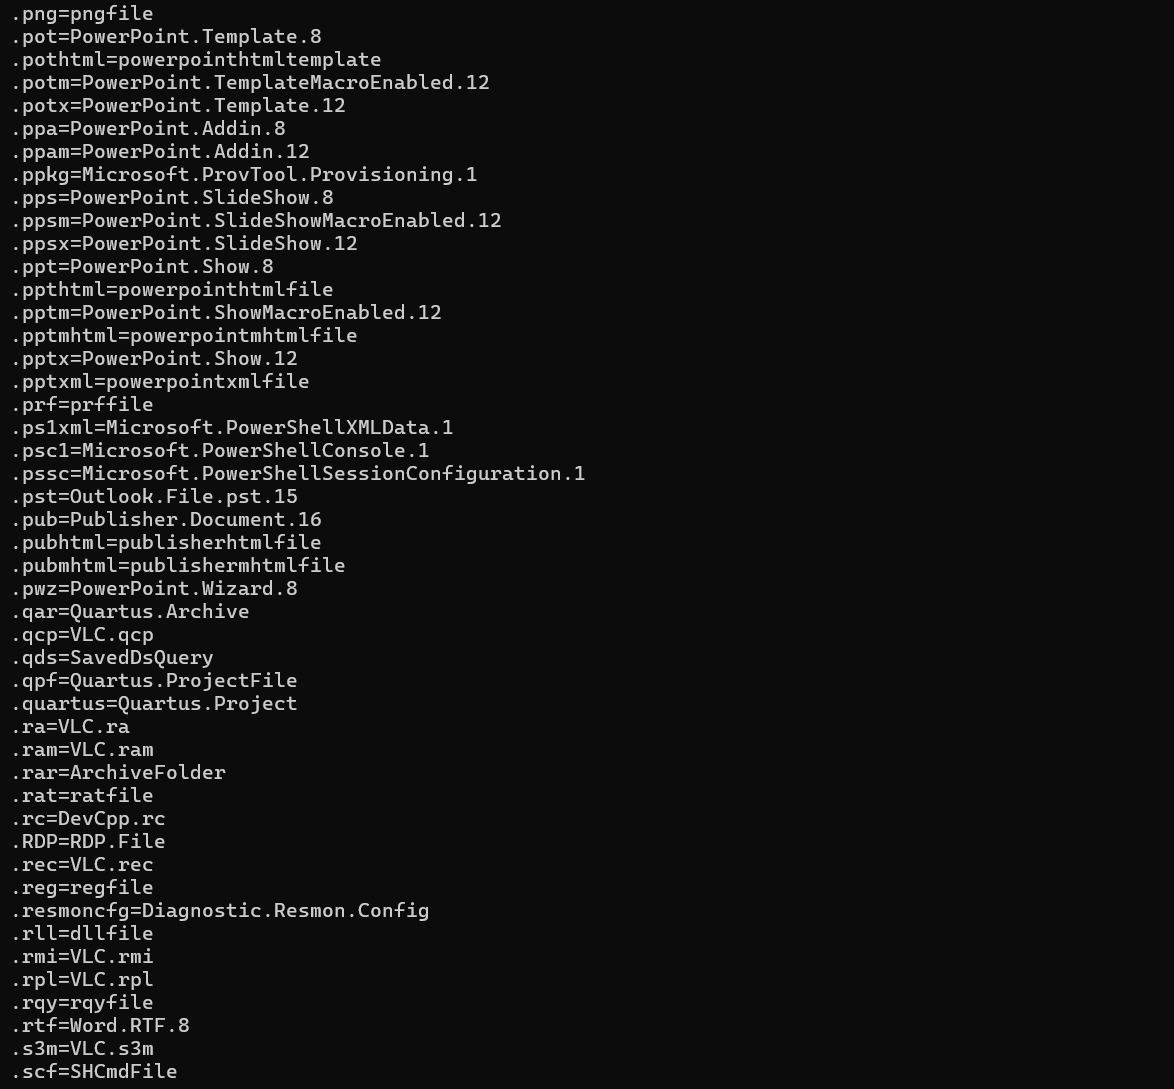 .png=pngfile
.pot=PowerPoint.Template.8
.pothtml=powerpointhtmltemplate
.potm=PowerPoint.TemplateMacroEnabled.12
.potx=PowerPoint.Template.12
.ppa=PowerPoint.Addin.8
.ppam=PowerPoint.Addin.12
.ppkg=Microsoft.ProvTool.Provisioning.1
.pps=PowerPoint.SlideShow.8
.ppsm=PowerPoint.SlideShowMacroEnabled.12
.ppsx=PowerPoint.SlideShow.12
.ppt=PowerPoint.Show.8
.ppthtml=powerpointhtmlfile
.pptm=PowerPoint.ShowMacroEnabled.12
.pptmhtml=powerpointmhtmlfile
.pptx=PowerPoint.Show.12
.pptxml=powerpointxmlfile
.prf=prffile
.ps1xml=Microsoft.PowerShellXMLData.1
.psc1=Microsoft.PowerShellConsole.1
.pssc=Microsoft.PowerShellSessionConfiguration.1
.pst=Outlook.File.pst.15
.pub=Publisher.Document.16
.pubhtml=publisherhtmlfile
.pubmhtml=publishermhtmlfile
.pwz=PowerPoint.Wizard.8
.qar=Quartus.Archive
.qcp=VLC.qcp
.qds=SavedDsQuery
.qpf=Quartus.ProjectFile
.quartus=Quartus.Project
.ra=VLC.ra
.ram=VLC.ram
.rar=ArchiveFolder
.rat=ratfile
.rc=DevCpp.rc
.RDP=RDP.File
.rec=VLC.rec
.reg=regfile
.resmoncfg=Diagnostic.Resmon.Config
.rll=dllfile
.rmi=VLC.rmi
.rpl=VLC.rpl
.rqy=rqyfile
.rtf=Word.RTF.8
.s3m=VLC.s3m
.scf=SHCmdFile